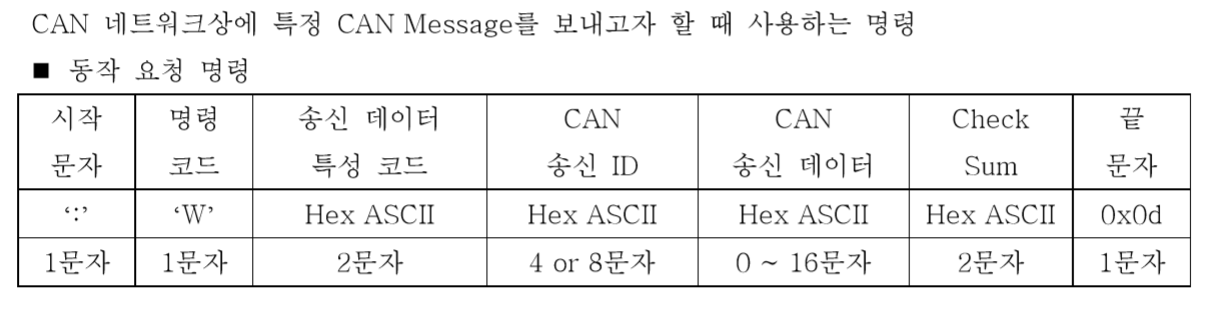 CAN 네트워크상에 특정 CAN Message를 보내고자 할 때 사용하는 명령
■ 동작 요청 명령
시작 명령 송신 데이터 CAN CAN Check 끝
문자 코드 특성 코드 송신 ID 송신 데이터 Sum 문자
‘:’ ‘W’ Hex ASCII Hex ASCII Hex ASCII Hex ASCII 0x0d
1문자 1문자 2문자 4 or 8문자 0 ~ 16문자 2문자 1문자